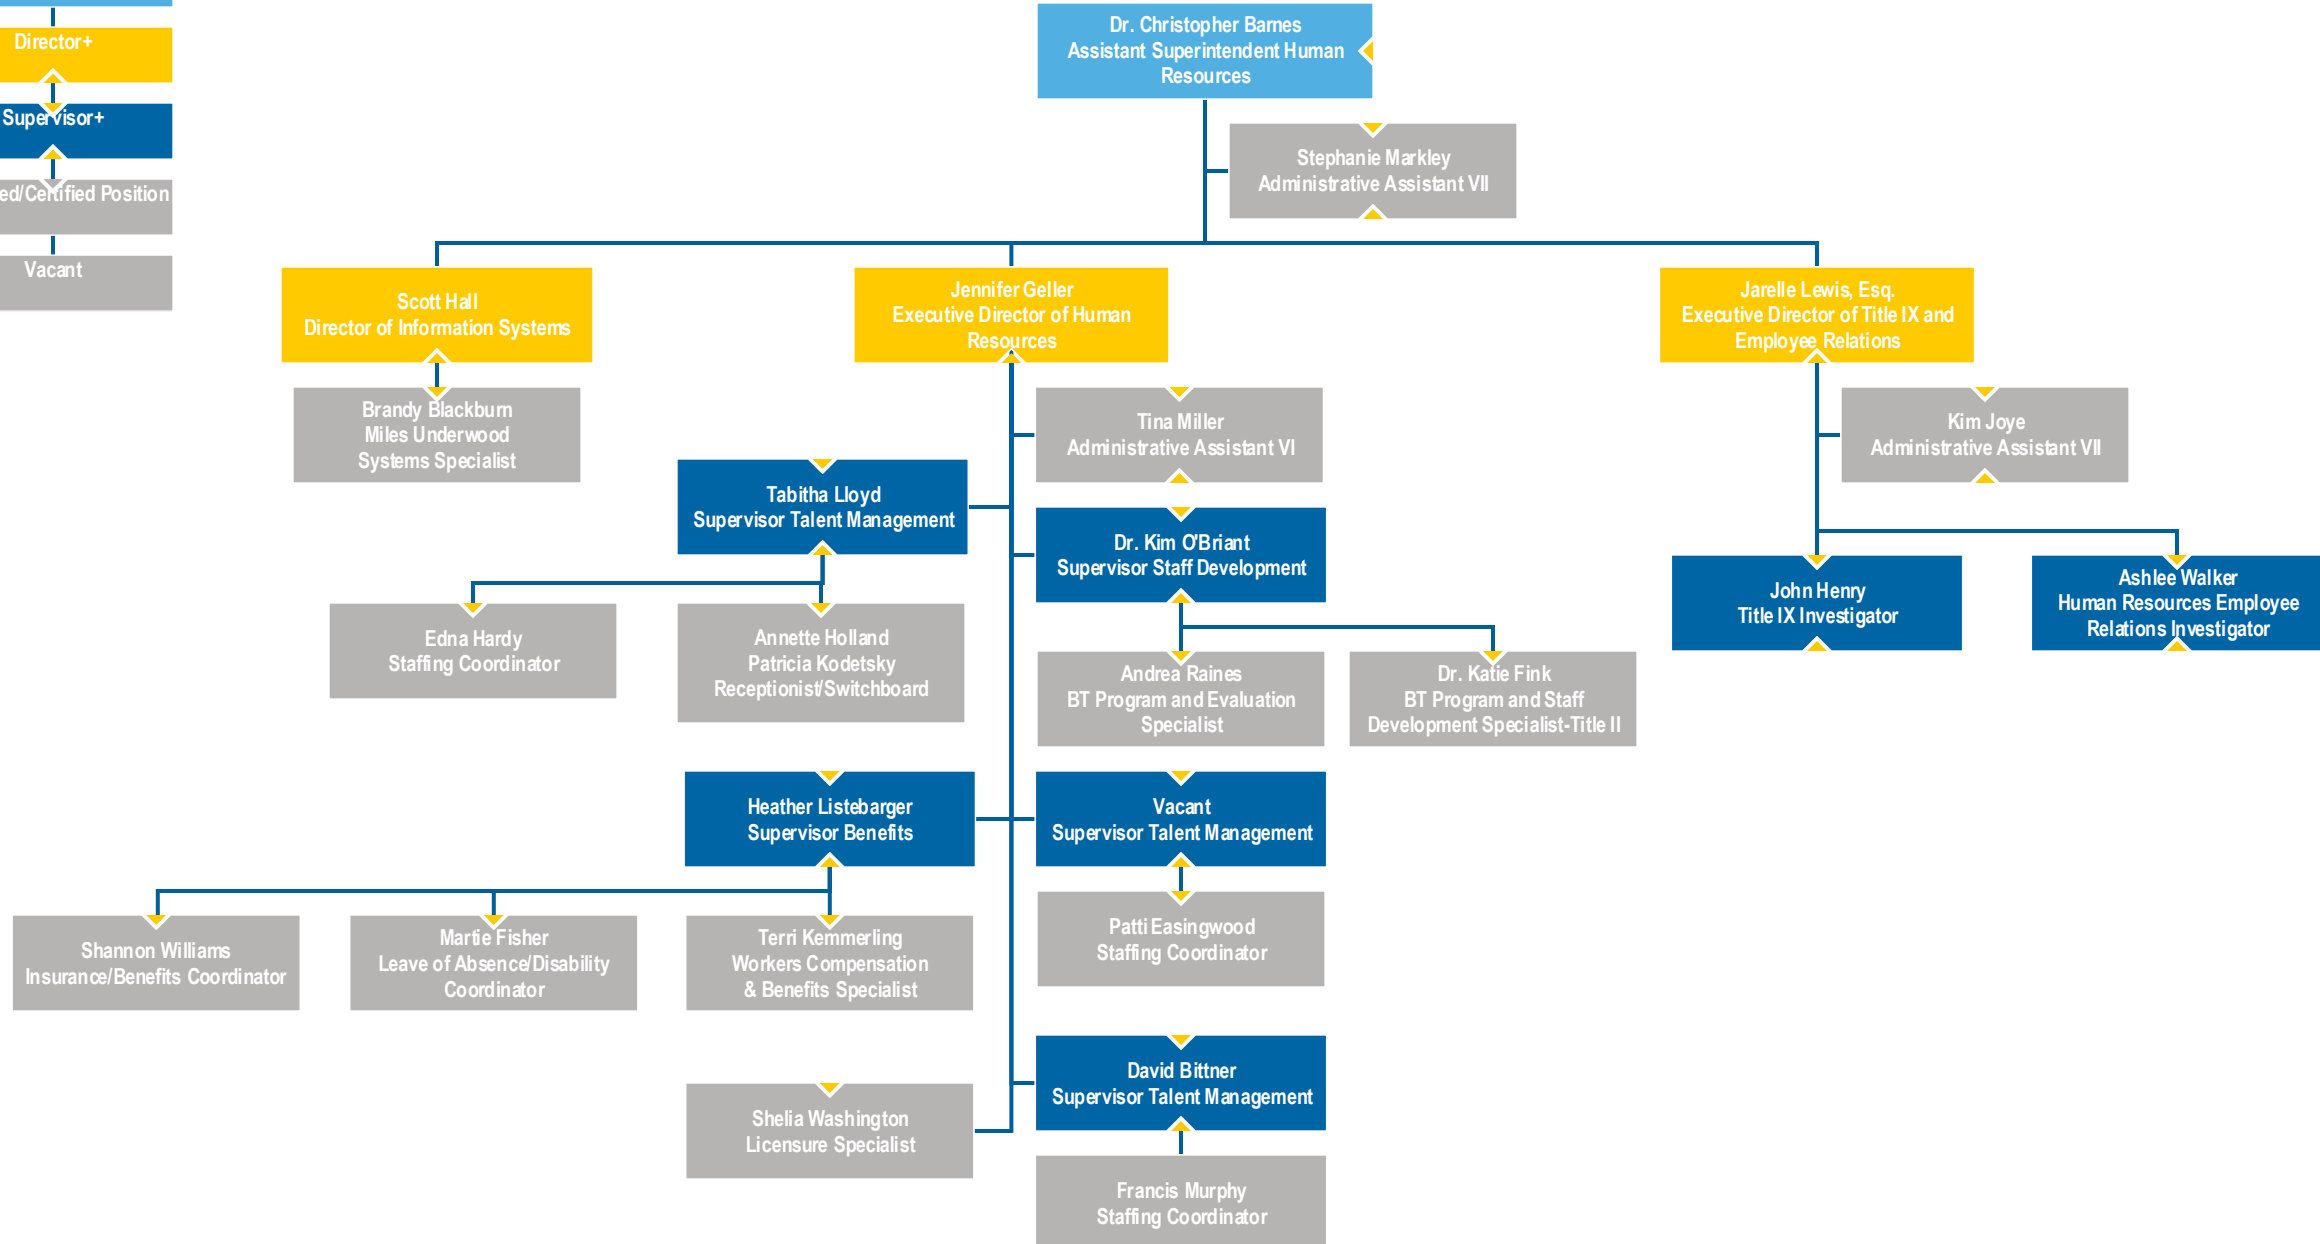 Director+
Supervisor+
ed/Certified Position
Vacant
Dr. Christopher Barnes
Assistant Superintendent Human
Resources
Stephanie Markley
Administrative Assistant VII
Scott Hall
Director of Information Systems
Jennifer Geller
Executive Director of Human
Resources
Jarelle Lewis, Esq.
Executive Director of Title IX and
Employee Relations
Brandy Blackburn
Miles Underwood
Systems Specialist
Tina Miller
Administrative Assistant VI
Kim Joye
Administrative Assistant VII
Tabitha Lloyd
Supervisor Talent Management
Dr. Kim O'Briant
Supervisor Staff Development
John Henry
Title IX Investigator
Ashlee Walker
Human Resources Employee
Relations Investigator
Edna Hardy
Staffing Coordinator
Annette Holland
Patricia Kodetsky
Receptionist/Switchboard
Andrea Raines
BT Program and Evaluation
Specialist
Dr. Katie Fink
BT Program and Staff
Development Specialist-Title II
Heather Listebarger
Supervisor Benefits
Vacant
Supervisor Talent Management
Shannon Williams
Insurance/Benefits Coordinator
Martie Fisher
Leave of Absence/Disability
Coordinator
Terri Kemmerling
Workers Compensation
& Benefits Specialist
Patti Easingwood
Staffing Coordinator
David Bittner
Supervisor Talent Management
Shelia Washington
Licensure Specialist
Francis Murphy
Staffing Coordinator